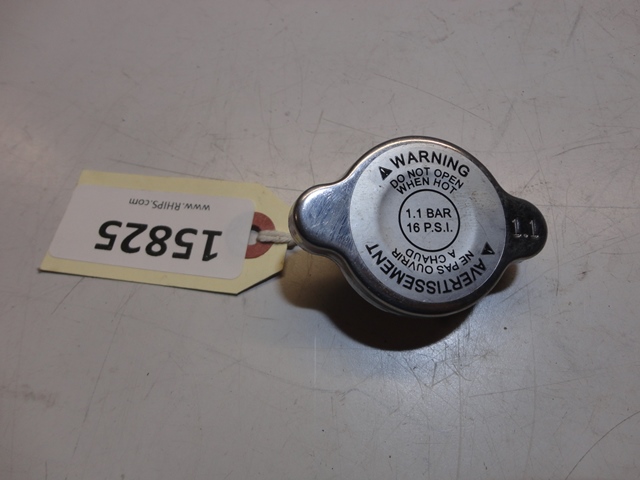 WARNING
DO NOT OPEN
WHEN HOT
1.1 BAR
16 P.S.I.
AVERTISSEMENT
NE PAS OUVRIR
A CHAUD
1.1
www.RHIPS.com
15825